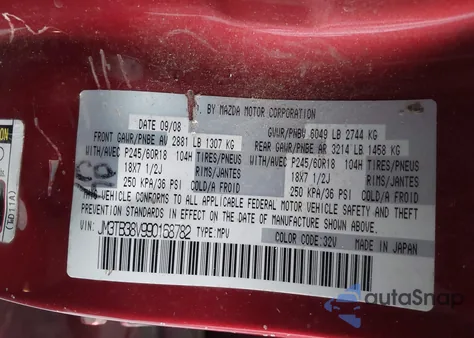 . BY MAZDA MOTOR CORPORATION
DATE 09/08 GVWR/PNBV 6049 LB 2744 KG
FRONT GAWR/PNBE AV 2881 LB 1307 KG REAR GAWR/PNBE AR 3214 LB 1458 KG
WITH/AVEC P245/60R18 104H TIRES/PNEUS WITH/AVEC P245/60R18 104H TIRES/PNEUS
18X7 1/2J RIMS/JANTES 18X7 1/2J RIMS/JANTES
250 KPA/36 PSI COLD/A FROID 250 KPA/36 PSI COLD/A FROID
THIS VEHICLE CONFORMS TO ALL APPLICABLE FEDERAL MOTOR VEHICLE SAFETY AND THEFT
PREVENTION STANDARDS IN EFFECT ON THE DATE OF MANUFACTURE SHOWN ABOVE.
VIN: JM3TB38V990168782 TYPE: MPV COLOR CODE: 32V MADE IN JAPAN
autaSnap